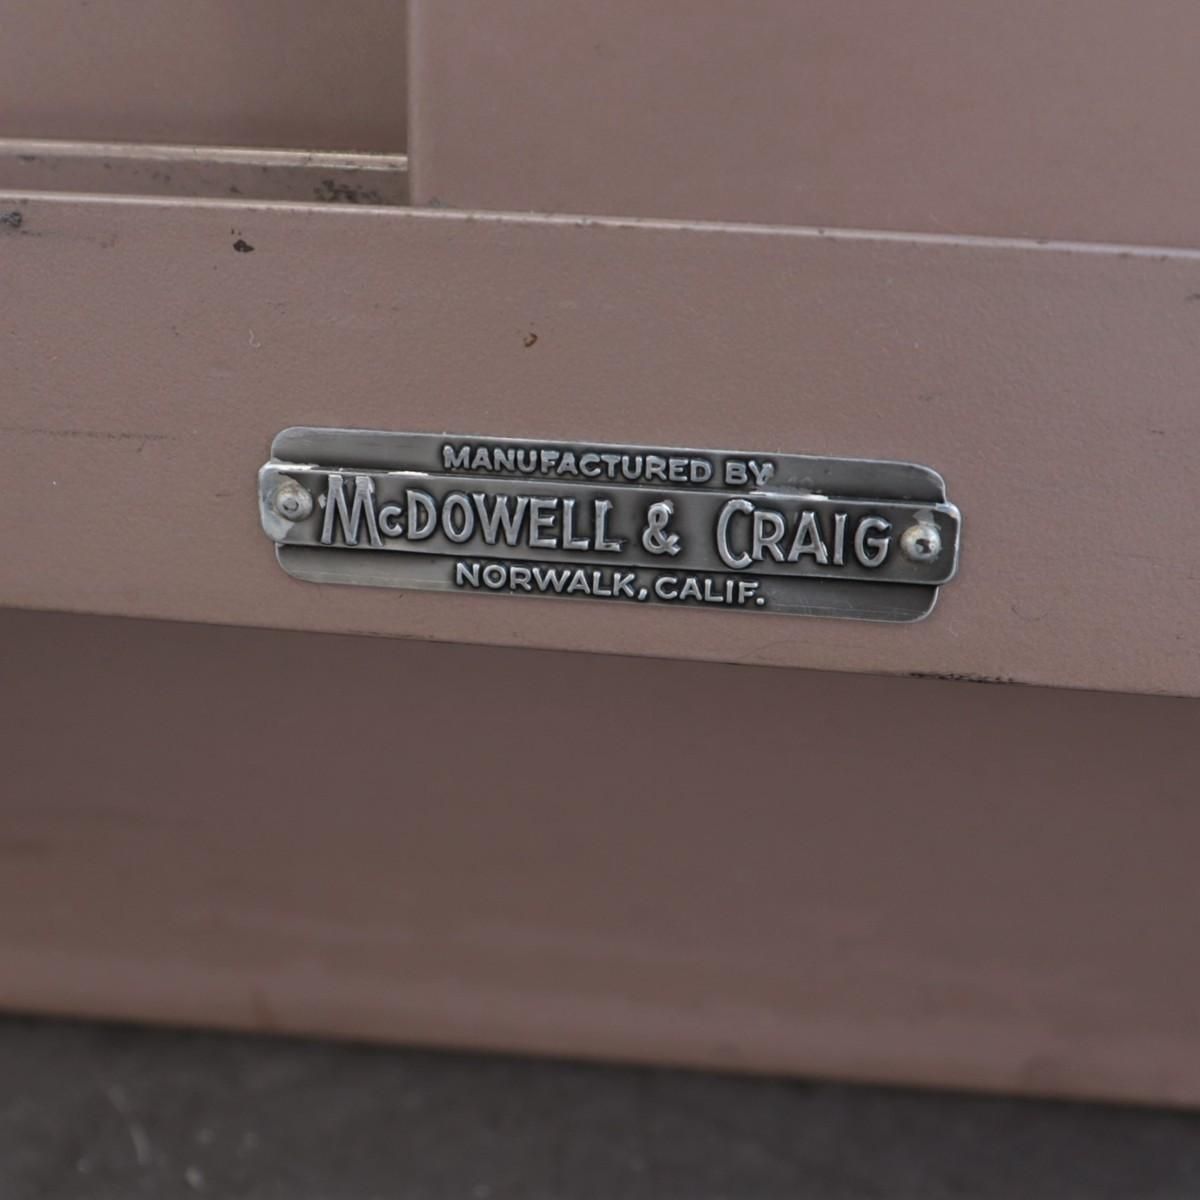 MANUFACTURED BY
McDOWELL & CRAIG
NORWALK, CALIF.